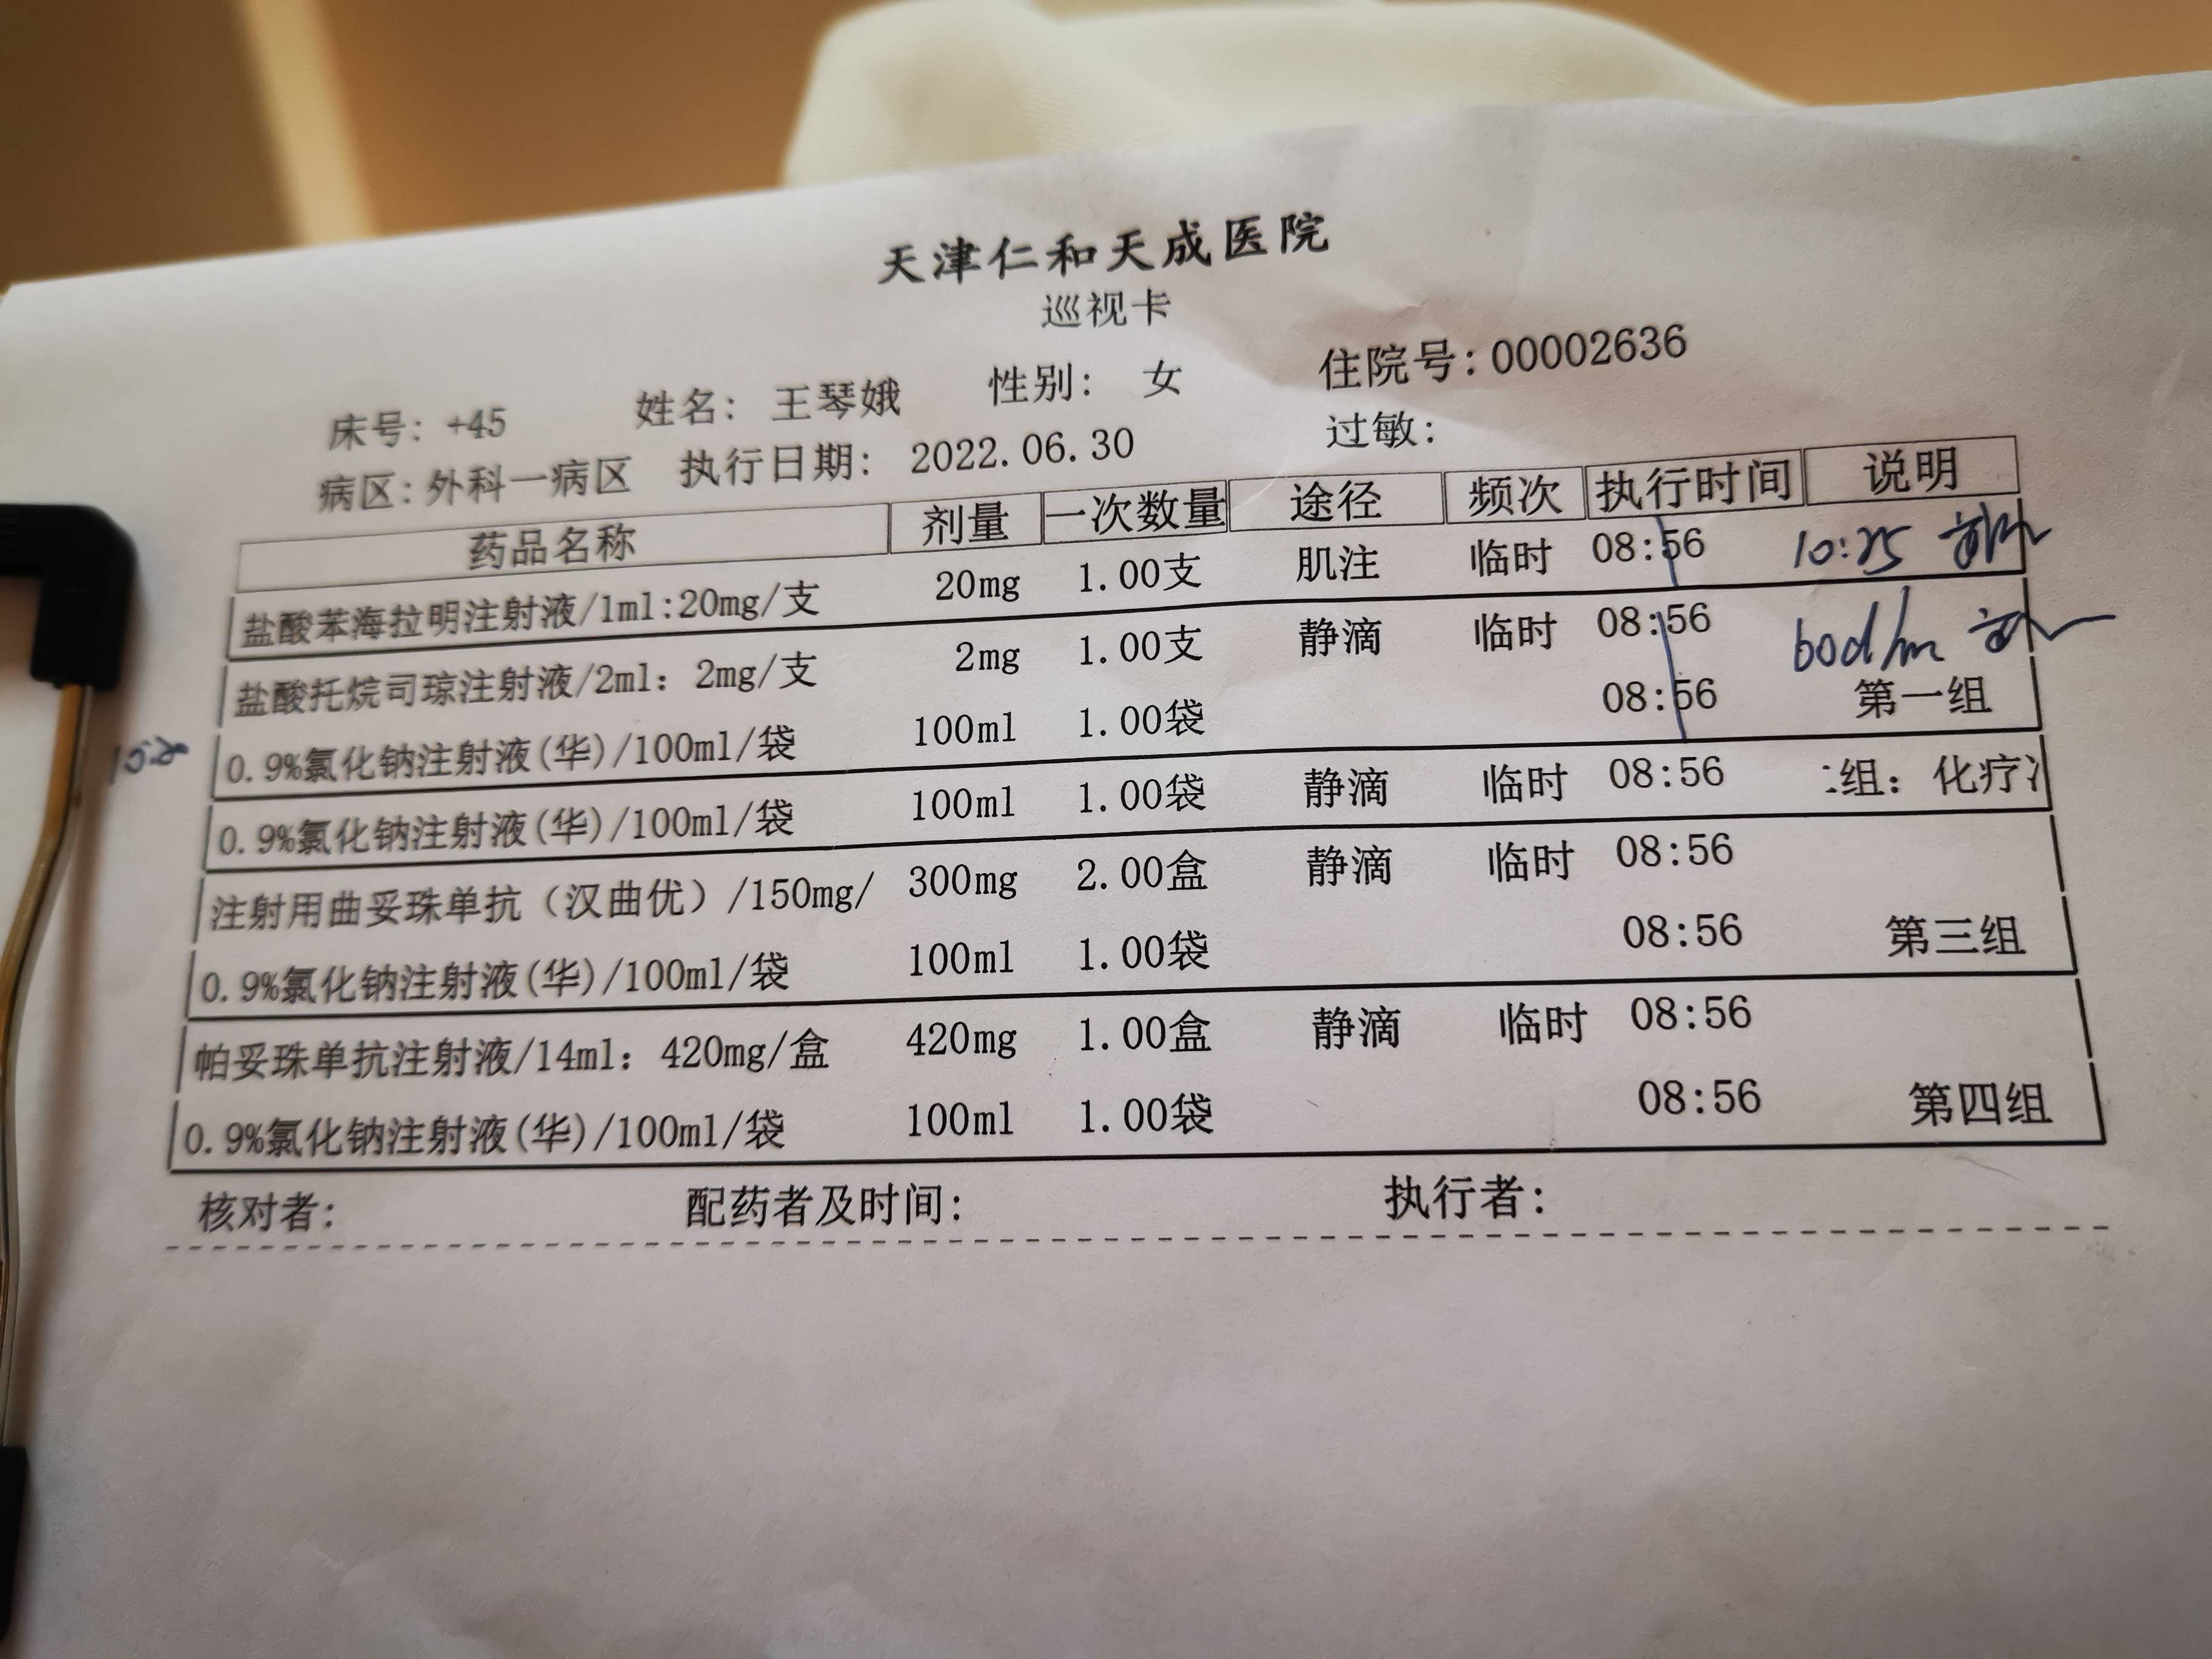 天津仁和天成医院
巡视卡
床号: +45 姓名: 王琴娥 性别: 女 住院号:00002636
病区:外科一病区 执行日期: 2022.06.30 过敏:
药品名称 剂量 一次数量 途径 频次 执行时间 说明
盐酸苯海拉明注射液/1ml:20mg/支 20mg 1.00支 肌注 临时 08:56 10:25
盐酸托烷司琼注射液/2ml: 2mg/支 2mg 1.00支 静滴 临时 08:56 60d/m
0.9%氯化钠注射液(华)/100ml/袋 100ml 1.00袋 08:56 第一组
0.9%氯化钠注射液(华)/100ml/袋 100ml 1.00袋 静滴 临时 08:56 组: 化疗
注射用曲妥珠单抗（汉曲优）/150mg/ 300mg 2.00盒 静滴 临时 08:56
0.9%氯化钠注射液(华)/100ml/袋 100ml 1.00袋 08:56 第三组
帕妥珠单抗注射液/14ml: 420mg/盒 420mg 1.00盒 静滴 临时 08:56
0.9%氯化钠注射液(华)/100ml/袋 100ml 1.00袋 08:56 第四组
核对者: 配药者及时间: 执行者: